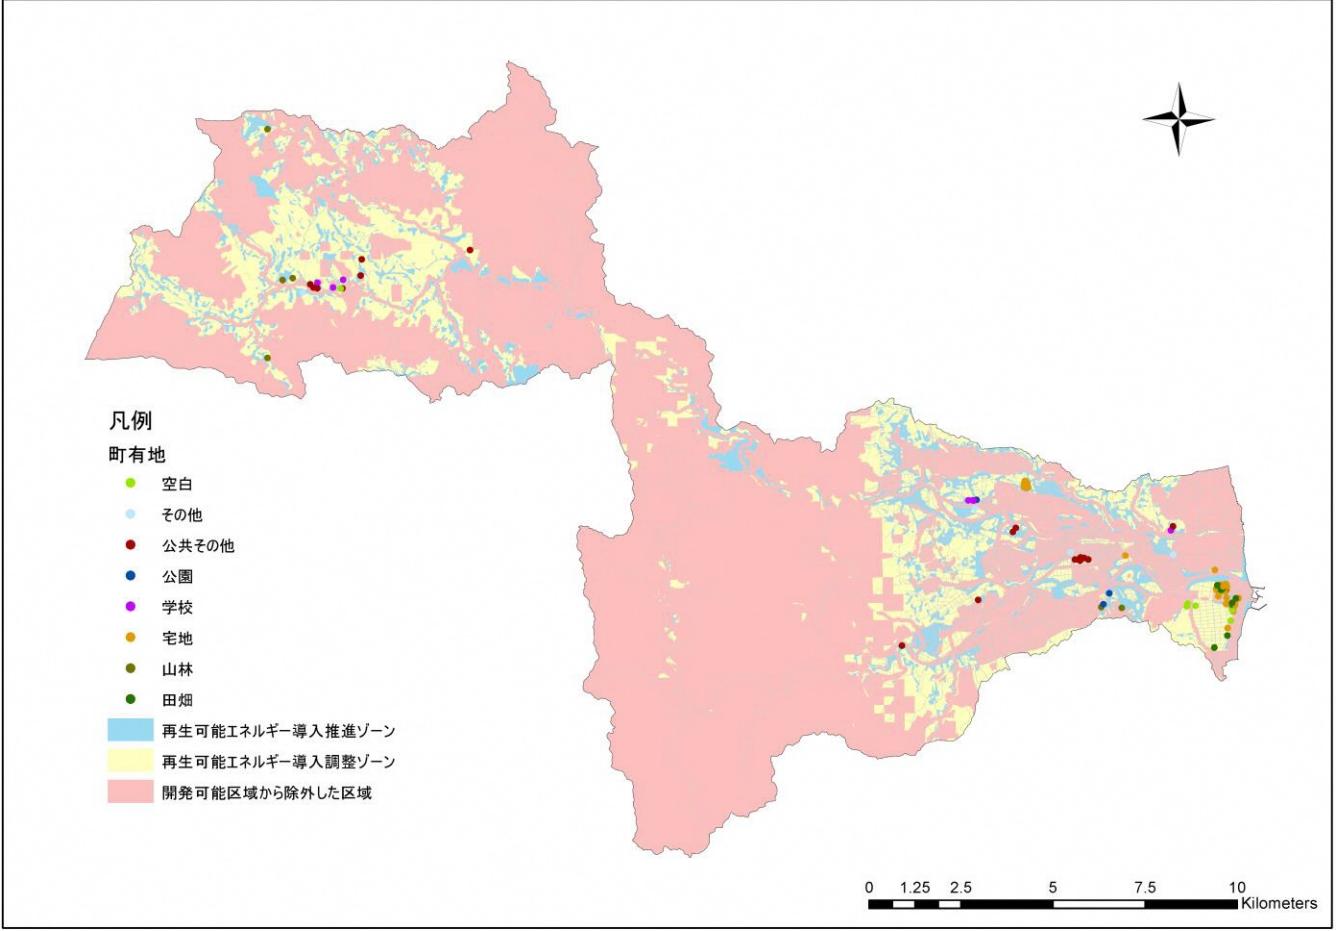 凡例
町有地
空白
その他
公共その他
公園
学校
宅地
山林
田畑
再生可能エネルギー導入推進ゾーン
再生可能エネルギー導入調整ゾーン
開発可能区域から除外した区域
0 1.25 2.5 5 7.5 10
Kilometers